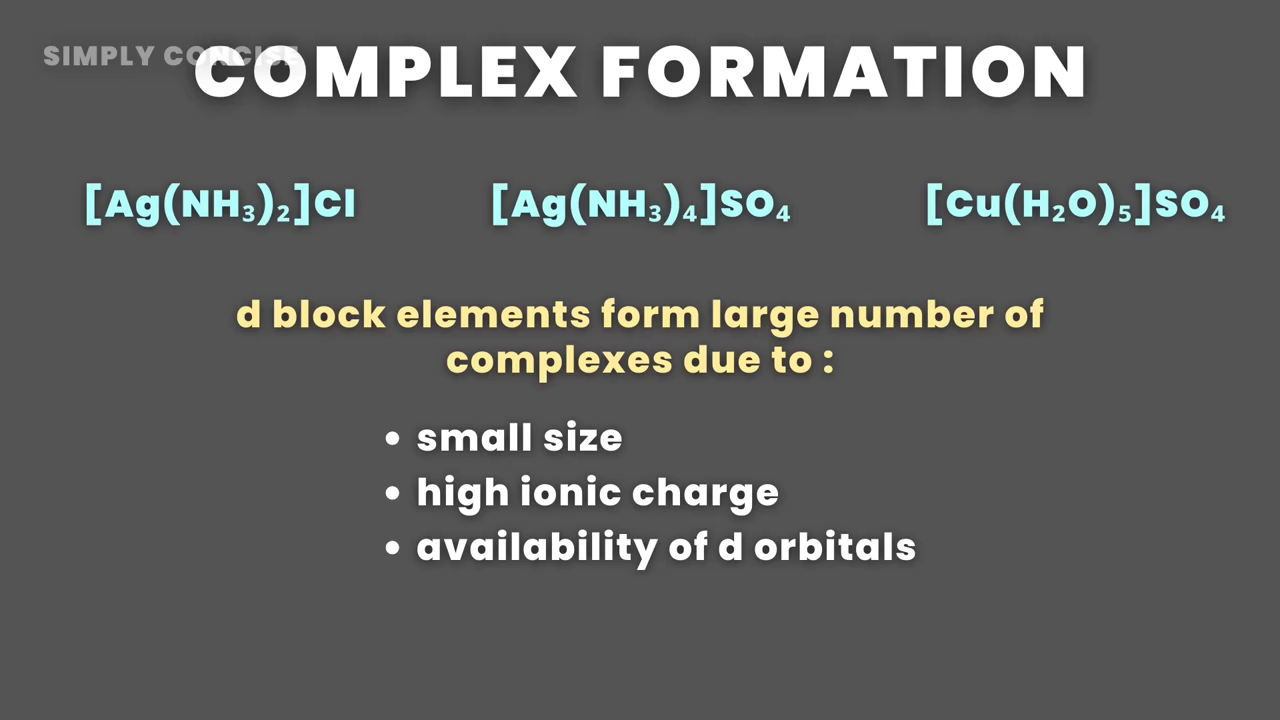 SIMPLY CONCISE
COMPLEX FORMATION
[Ag(NH₃)₂]Cl [Ag(NH₃)₄]SO₄ [Cu(H₂O)₅]SO₄
d block elements form large number of
complexes due to :
• small size
• high ionic charge
• availability of d orbitals